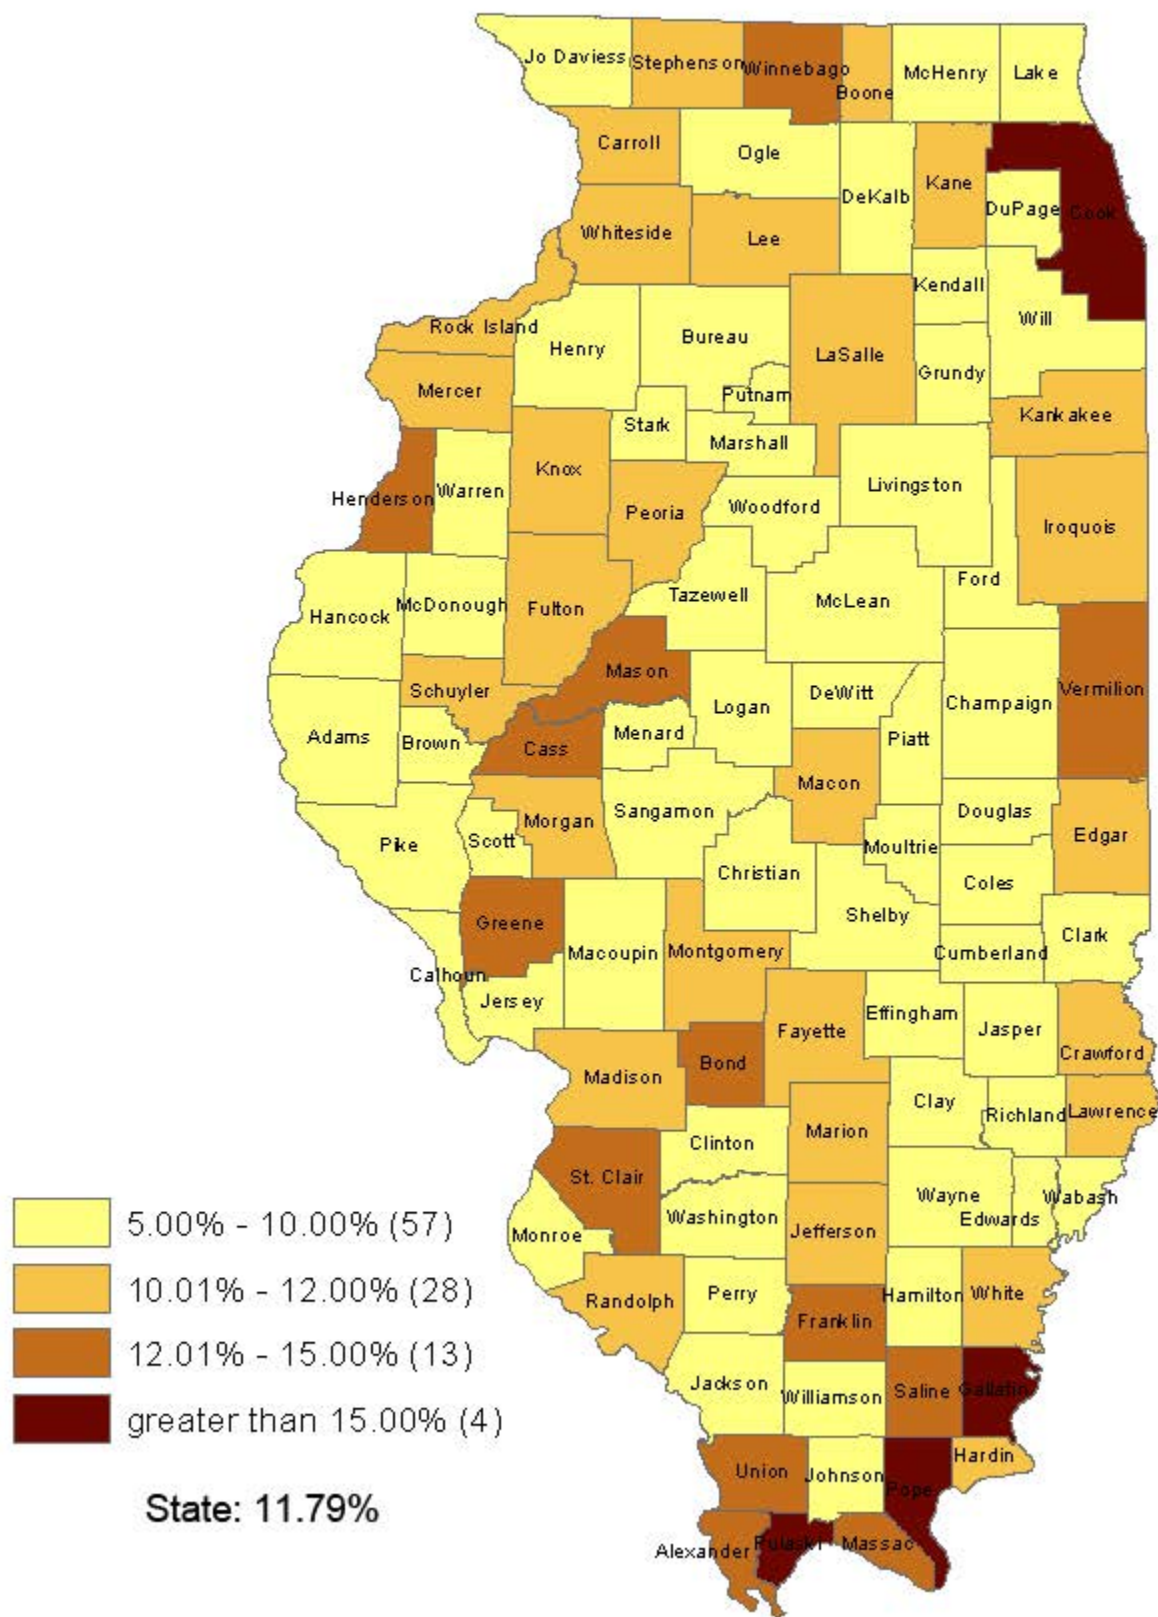 Jo Daviess
Stephenson
Winnebago
Boone
McHenry
Lake
Carroll
Ogle
DeKalb
Kane
DuPage
Cook
Whiteside
Lee
Kendall
Will
Rock Island
Henry
Bureau
LaSalle
Grundy
Mercer
Putnam
Kankakee
Stark
Marshall
Knox
Henderson
Warren
Peoria
Woodford
Livingston
Iroquois
Ford
Hancock
McDonough
Fulton
Tazewell
McLean
Schuyler
Mason
Logan
DeWitt
Champaign
Vermilion
Adams
Brown
Cass
Menard
Piatt
Macon
Sangamon
Douglas
Edgar
Pike
Scott
Morgan
Christian
Moultrie
Coles
Shelby
Greene
Macoupin
Montgomery
Cumberland
Clark
Calhoun
Jersey
Fayette
Effingham
Jasper
Crawford
Madison
Bond
Clay
Richland
Lawrence
Marion
Clinton
St. Clair
Wayne
Edwards
Wabash
Washington
Jefferson
Monroe
Randolph
Perry
Hamilton
White
Franklin
Jackson
Williamson
Saline
Gallatin
Union
Johnson
Pope
Hardin
Alexander
Pulaski
Massac
5.00% - 10.00% (57)
10.01% - 12.00% (28)
12.01% - 15.00% (13)
greater than 15.00% (4)
State: 11.79%